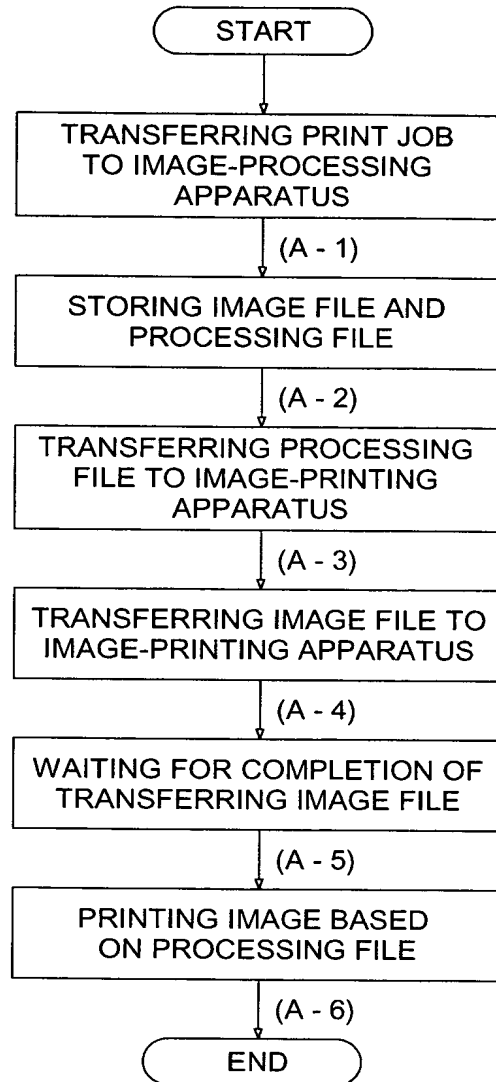 START
TRANSFERRING PRINT JOB
TO IMAGE-PROCESSING
APPARATUS
(A - 1)
STORING IMAGE FILE AND
PROCESSING FILE
(A - 2)
TRANSFERRING PROCESSING
FILE TO IMAGE-PRINTING
APPARATUS
(A - 3)
TRANSFERRING IMAGE FILE TO
IMAGE-PRINTING APPARATUS
(A - 4)
WAITING FOR COMPLETION OF
TRANSFERRING IMAGE FILE
(A - 5)
PRINTING IMAGE BASED
ON PROCESSING FILE
(A - 6)
END